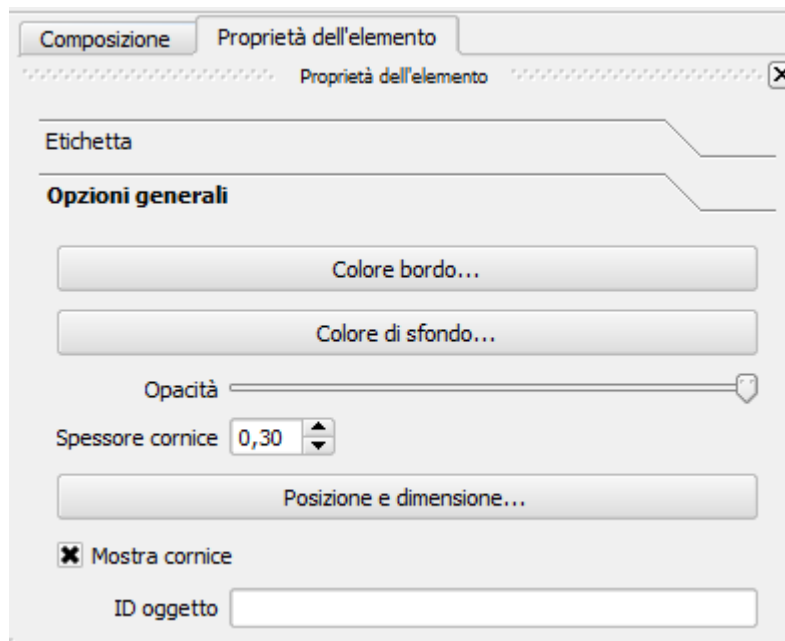 Composizione
Proprietà dell'elemento
Proprietà dell'elemento
Etichetta
Opzioni generali
Colore bordo...
Colore di sfondo...
Opacità
Spessore cornice 0,30
Posizione e dimensione...
Mostra cornice
ID oggetto